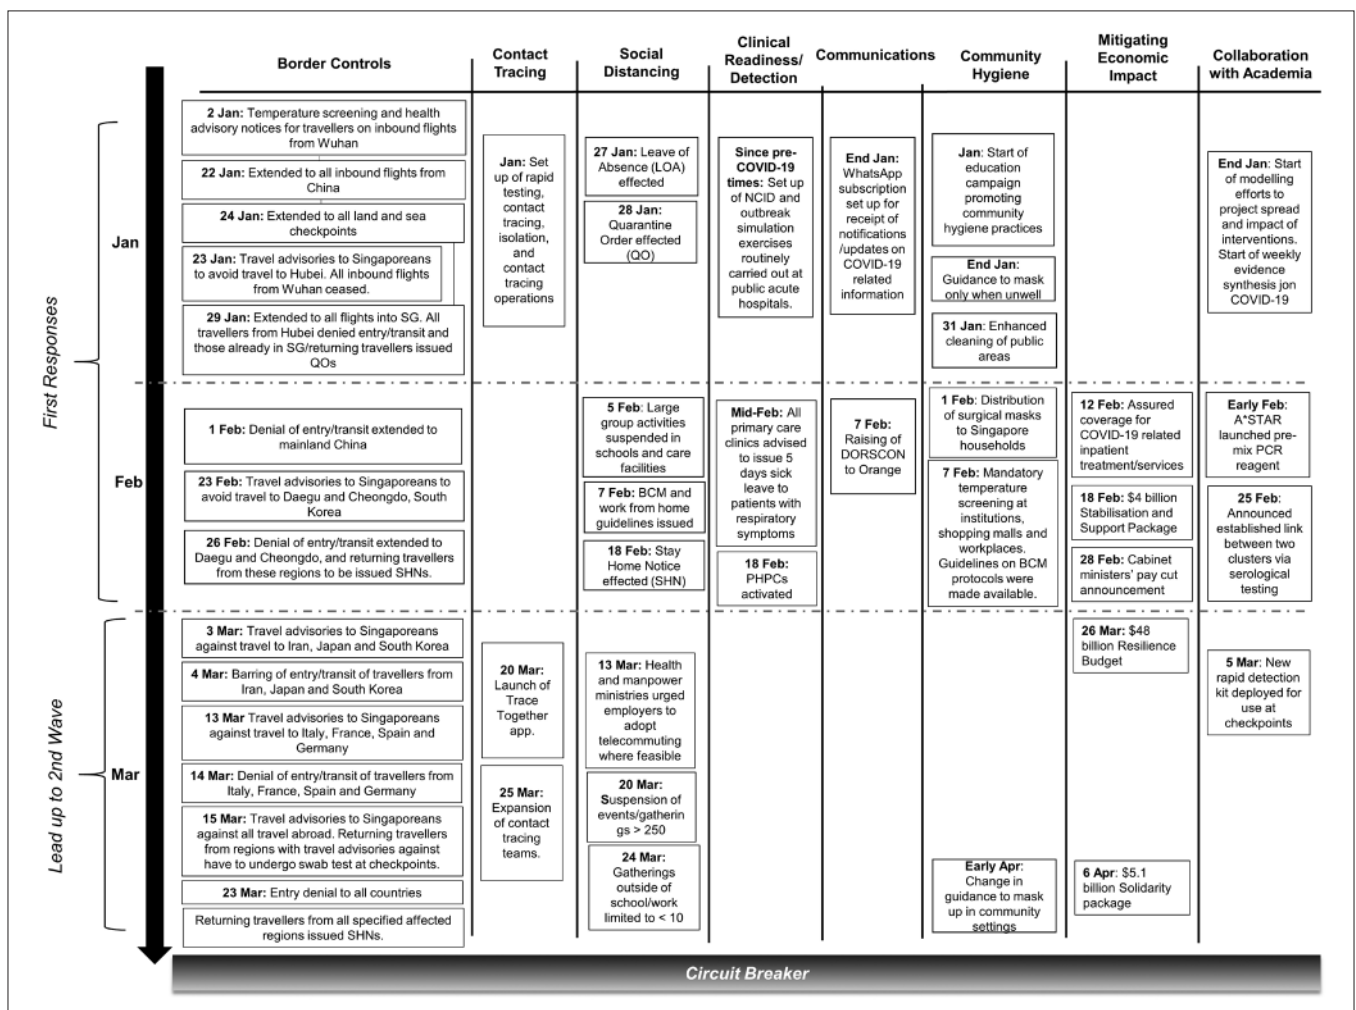 Border Controls
Contact
Tracing
Social
Distancing
Clinical
Readiness/
Detection
Communications
Community
Hygiene
Mitigating
Economic
Impact
Collaboration
with Academia
First Responses
Jan
2 Jan: Temperature screening and health
advisory notices for travellers on inbound flights
from Wuhan
22 Jan: Extended to all inbound flights from
China
24 Jan: Extended to all land and sea
checkpoints
23 Jan: Travel advisories to Singaporeans
to avoid travel to Hubei. All inbound flights
from Wuhan ceased.
29 Jan: Extended to all flights into SG. All
travellers from Hubei denied entry/transit and
those already in SG/returning travellers issued
QOs
Jan: Set
up of rapid
testing,
contact
tracing,
isolation,
and
contact
tracing
operations
27 Jan: Leave of
Absence (LOA)
effected
28 Jan:
Quarantine
Order effected
(QO)
Since pre-
COVID-19
times: Set up
of NCID and
outbreak
simulation
exercises
routinely
carried out at
public acute
hospitals.
End Jan:
WhatsApp
subscription
set up for
receipt of
notifications
/updates on
COVID-19
related
information
Jan: Start of
education
campaign
promoting
community
hygiene practices
End Jan:
Guidance to mask
only when unwell
31 Jan: Enhanced
cleaning of public
areas
End Jan: Start
of modelling
efforts to
project spread
and impact of
interventions.
Start of weekly
evidence
synthesis jon
COVID-19
Feb
1 Feb: Denial of entry/transit extended to
mainland China
23 Feb: Travel advisories to Singaporeans to
avoid travel to Daegu and Cheongdo, South
Korea
26 Feb: Denial of entry/transit extended to
Daegu and Cheongdo, and returning travellers
from these regions to be issued SHNs.
5 Feb: Large
group activities
suspended in
schools and care
facilities
7 Feb: BCM and
work from home
guidelines issued
18 Feb: Stay
Home Notice
effected (SHN)
Mid-Feb: All
primary care
clinics advised
to issue 5
days sick
leave to
patients with
respiratory
symptoms
18 Feb:
PHPCs
activated
7 Feb:
Raising of
DORSCON
to Orange
1 Feb: Distribution
of surgical masks
to Singapore
households
7 Feb: Mandatory
temperature
screening at
institutions,
shopping malls and
workplaces.
Guidelines on BCM
protocols were
made available.
12 Feb: Assured
coverage for
COVID-19 related
inpatient
treatment/services
18 Feb: $4 billion
Stabilisation and
Support Package
28 Feb: Cabinet
ministers' pay cut
announcement
Early Feb:
A*STAR
launched pre-
mix PCR
reagent
25 Feb:
Announced
established link
between two
clusters via
serological
testing
Lead up to 2nd Wave
Mar
3 Mar: Travel advisories to Singaporeans
against travel to Iran, Japan and South Korea
4 Mar: Barring of entry/transit of travellers from
Iran, Japan and South Korea
13 Mar Travel advisories to Singaporeans
against travel to Italy, France, Spain and
Germany
14 Mar: Denial of entry/transit of travellers from
Italy, France, Spain and Germany
15 Mar: Travel advisories to Singaporeans
against all travel abroad. Returning travellers
from regions with travel advisories against
have to undergo swab test at checkpoints.
23 Mar: Entry denial to all countries
Returning travellers from all specified affected
regions issued SHNs.
20 Mar:
Launch of
Trace
Together
app.
25 Mar:
Expansion
of contact
tracing
teams.
13 Mar: Health
and manpower
ministries urged
employers to
adopt
telecommuting
where feasible
20 Mar:
Suspension of
events/gatherin
gs > 250
24 Mar:
Gatherings
outside of
school/work
limited to < 10
Early Apr:
Change in
guidance to mask
up in community
settings
26 Mar: $48
billion Resilience
Budget
6 Apr: $5.1
billion Solidarity
package
5 Mar: New
rapid detection
kit deployed for
use at
checkpoints
Circuit Breaker